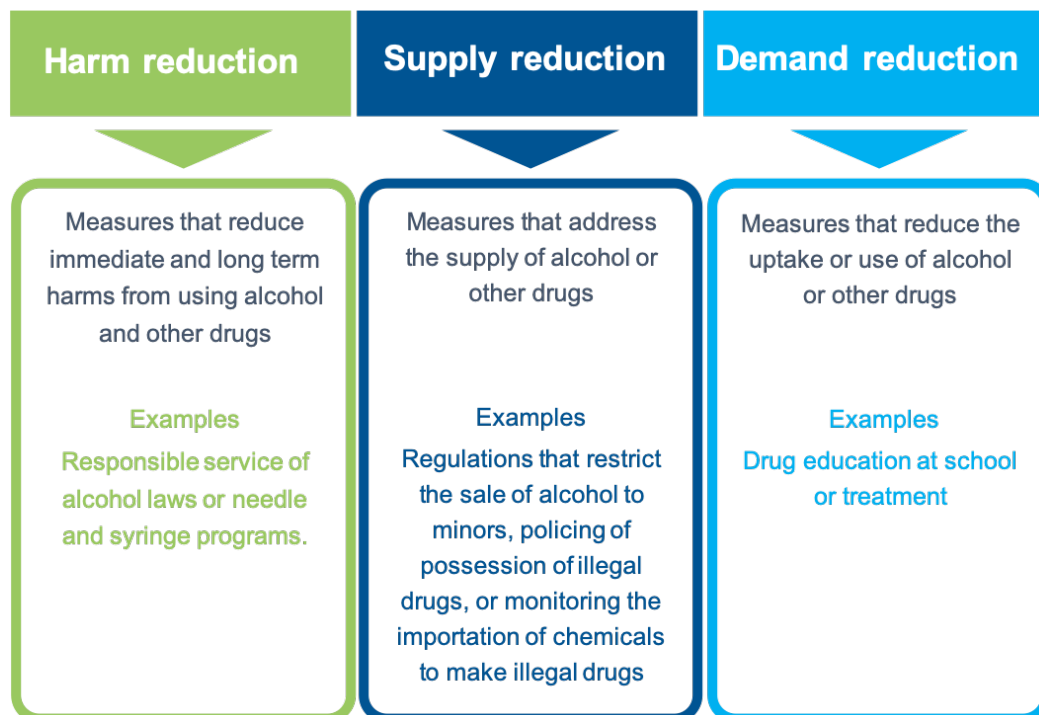 Harm reduction
Measures that reduce
immediate and long term
harms from using alcohol
and other drugs
Examples
Responsible service of
alcohol laws or needle
and syringe programs.
Supply reduction
Measures that address
the supply of alcohol or
other drugs
Examples
Regulations that restrict
the sale of alcohol to
minors, policing of
possession of illegal
drugs, or monitoring the
importation of chemicals
to make illegal drugs
Demand reduction
Measures that reduce the
uptake or use of alcohol
or other drugs
Examples
Drug education at school
or treatment